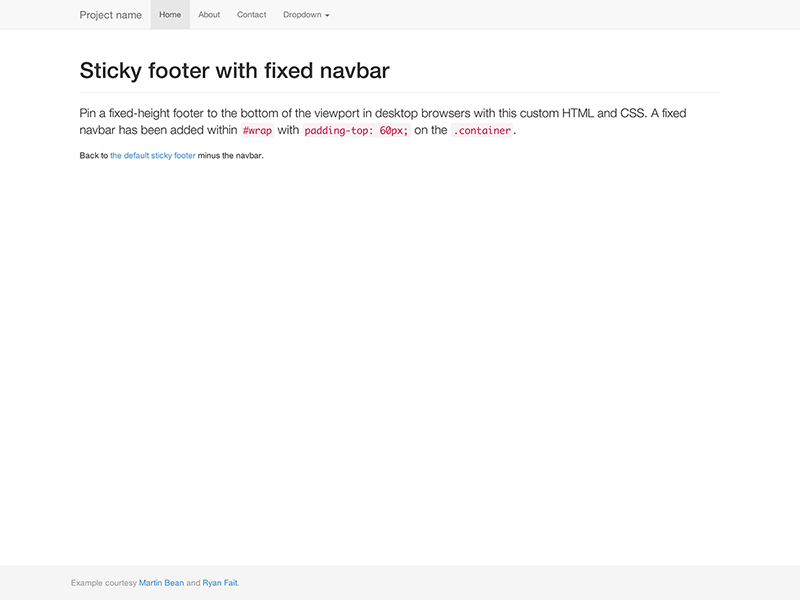 Project name Home About Contact Dropdown
Sticky footer with fixed navbar
Pin a fixed-height footer to the bottom of the viewport in desktop browsers with this custom HTML and CSS. A fixed
navbar has been added within #wrap with padding-top: 60px; on the .container.
Back to the default sticky footer minus the navbar.
Example courtesy Martin Bean and Ryan Fait.